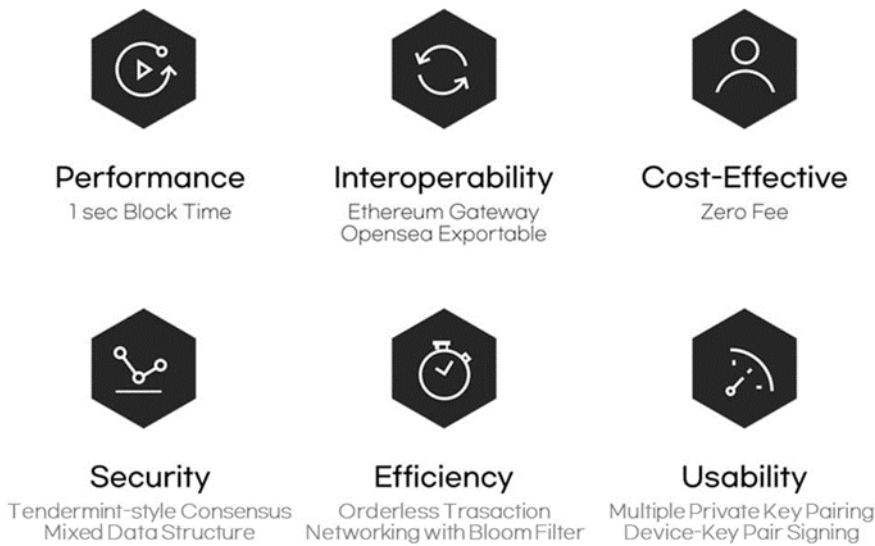 Performance
1 sec Block Time
Interoperability
Ethereum Gateway
Opensea Exportable
Cost-Effective
Zero Fee
Security
Tendermint-style Consensus
Mixed Data Structure
Efficiency
Orderless Trasaction
Networking with Bloom Filter
Usability
Multiple Private Key Pairing
Device-Key Pair Signing